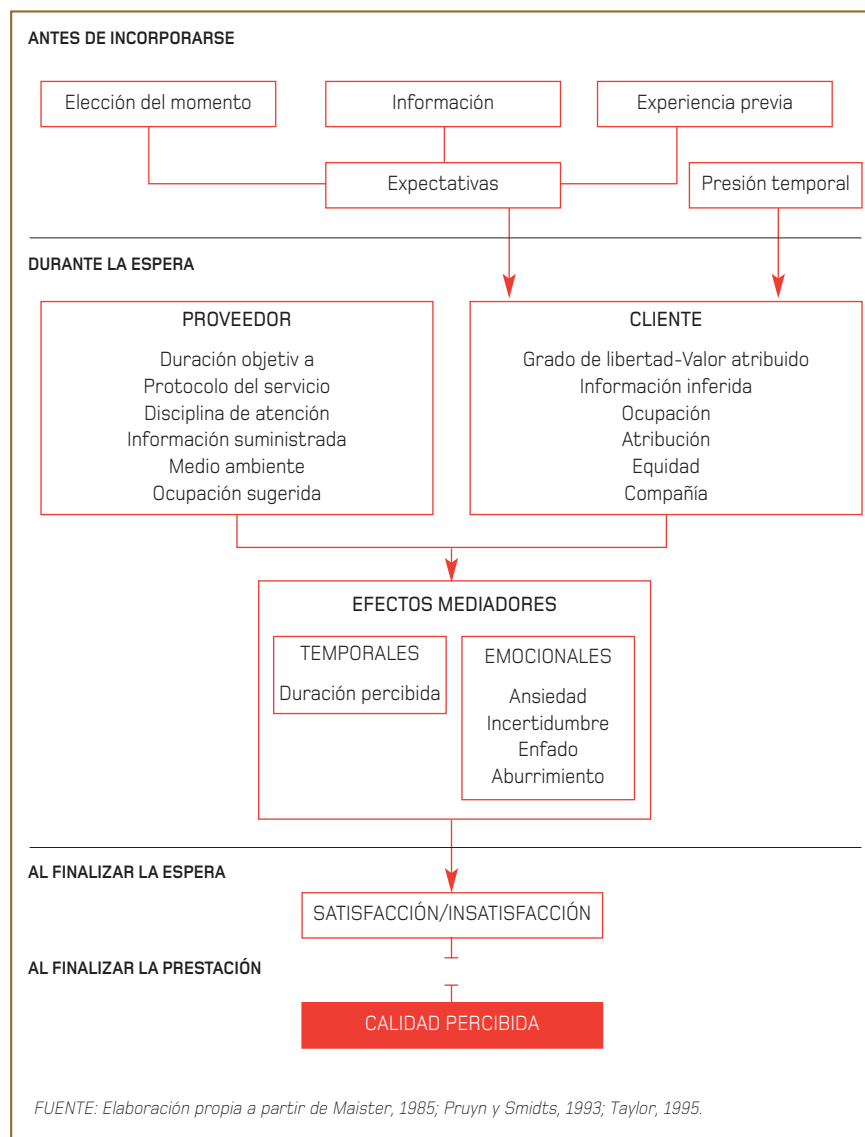 ANTES DE INCORPORARSE
Elección del momento
Información
Experiencia previa
Expectativas
Presión temporal
DURANTE LA ESPERA
PROVEEDOR
Duración objetiv a
Protocolo del servicio
Disciplina de atención
Información suministrada
Medio ambiente
Ocupación sugerida
CLIENTE
Grado de libertad-Valor atribuido
Información inferida
Ocupación
Atribución
Equidad
Compañía
EFECTOS MEDIADORES
TEMPORALES
Duración percibida
EMOCIONALES
Ansiedad
Incertidumbre
Enfado
Aburrimiento
AL FINALIZAR LA ESPERA
SATISFACCIÓN/INSATISFACCIÓN
AL FINALIZAR LA PRESTACIÓN
CALIDAD PERCIBIDA
FUENTE: Elaboración propia a partir de Maister, 1985; Pruyn y Smidts, 1993; Taylor, 1995.